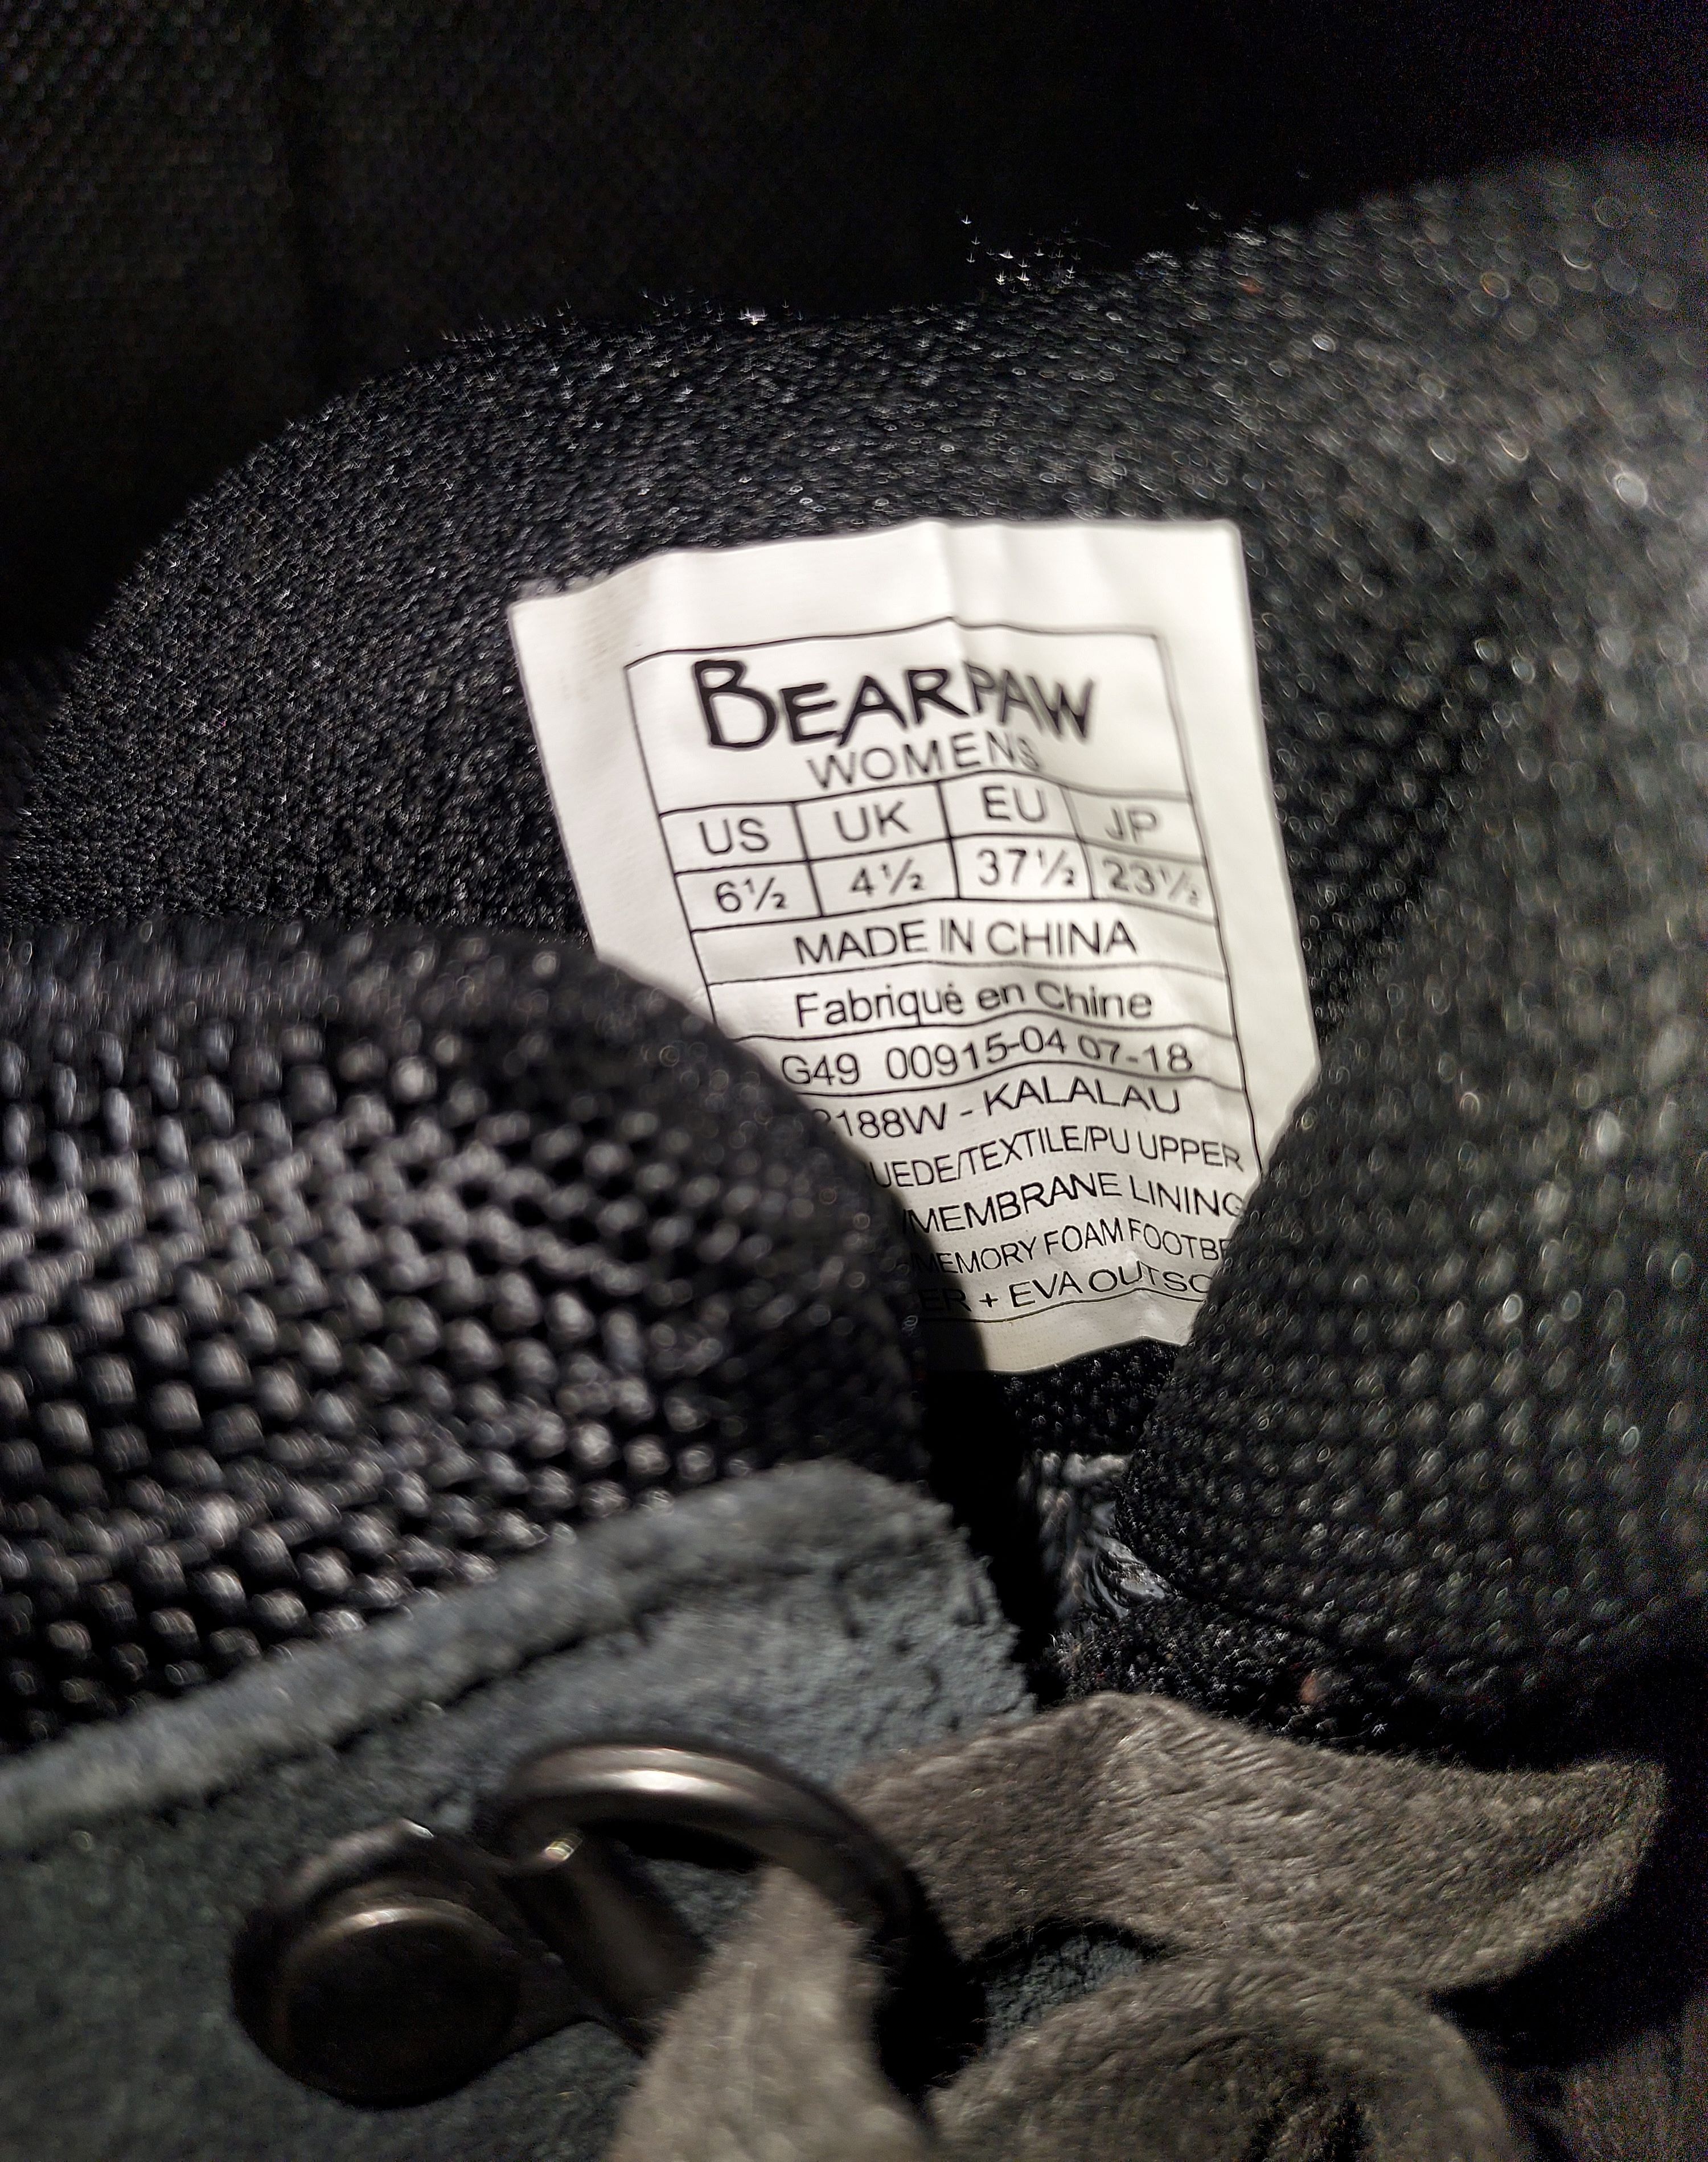 BEARPAW
WOMENS
US UK EU JP
6½ 4½ 37½ 23½
MADE IN CHINA
Fabriqué en Chine
G49 00915-04 07-18
188W - KALALAU
UEDE/TEXTILE/PU UPPER
/MEMBRANE LINING
MEMORY FOAM FOOTBE
ER + EVA OUTSO